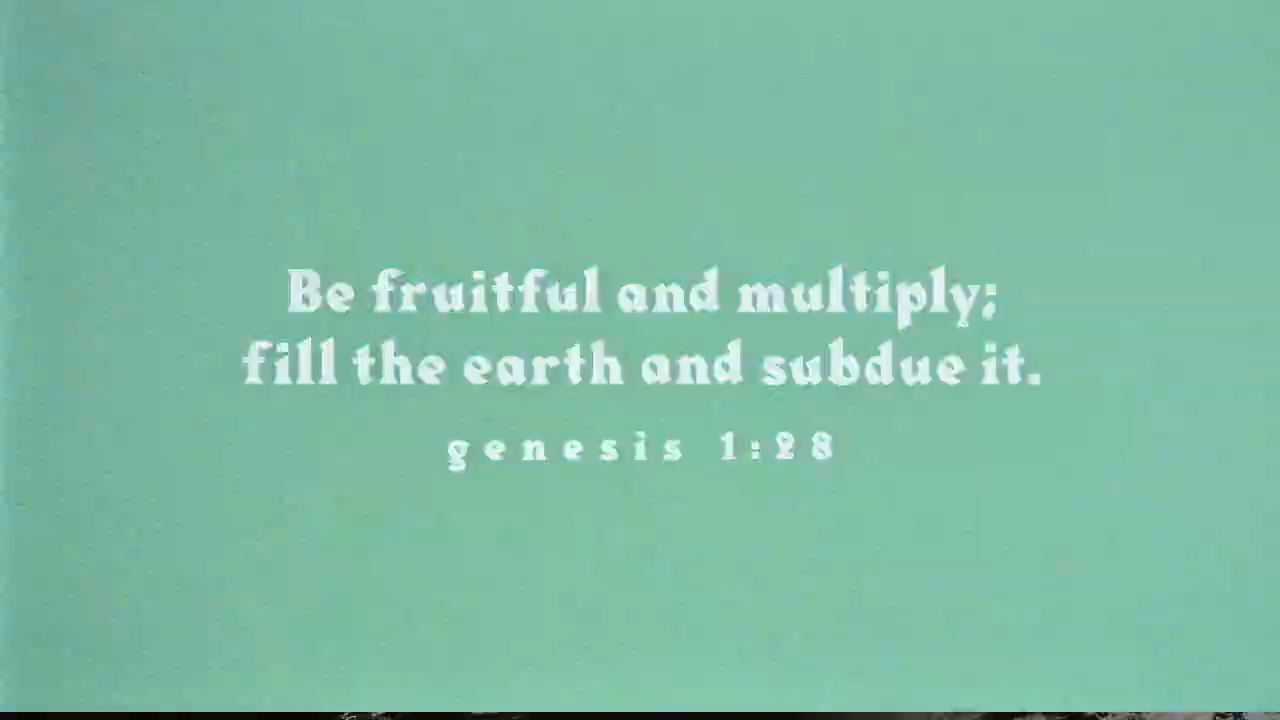 Be fruitful and multiply;
fill the earth and subdue it.
genesis 1:28